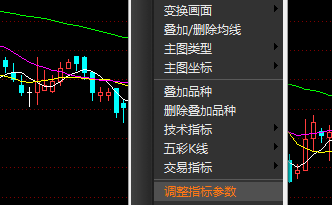 变换画面
叠加/删除均线
主图类型
主图坐标
叠加品种
删除叠加品种
技术指标
五彩K线
交易指标
调整指标参数